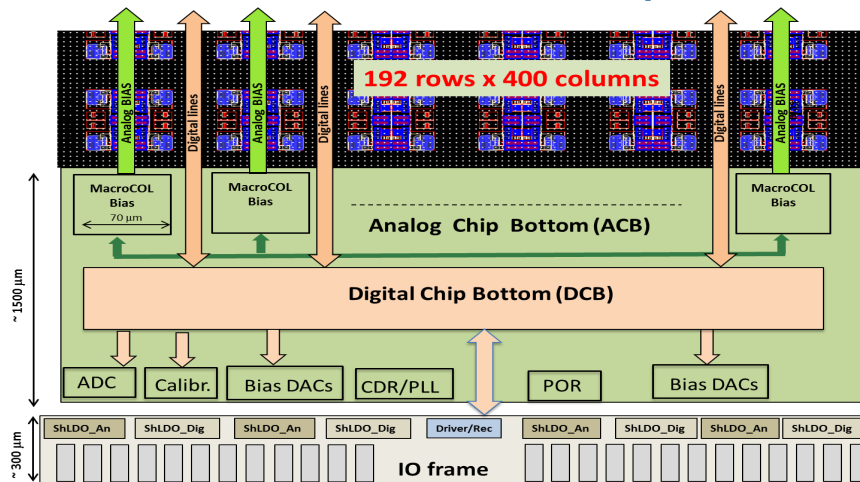 192 rows x 400 columns
Analog BIAS
Digital lines
Analog BIAS
Digital lines
Digital lines
Analog BIAS
MacroCOL
Bias
70 µm
MacroCOL
Bias
MacroCOL
Bias
Analog Chip Bottom (ACB)
~ 1500 µm
Digital Chip Bottom (DCB)
ADC
Calibr.
Bias DACs
CDR/PLL
POR
Bias DACs
~ 300 µm
ShLDO_An
ShLDO_Dig
ShLDO_An
ShLDO_Dig
Driver/Rec
ShLDO_An
ShLDO_Dig
ShLDO_An
ShLDO_Dig
IO frame